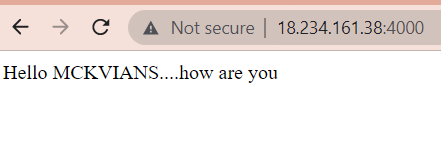 Not secure | 18.234.161.38:4000
Hello MCKVIANS....how are you